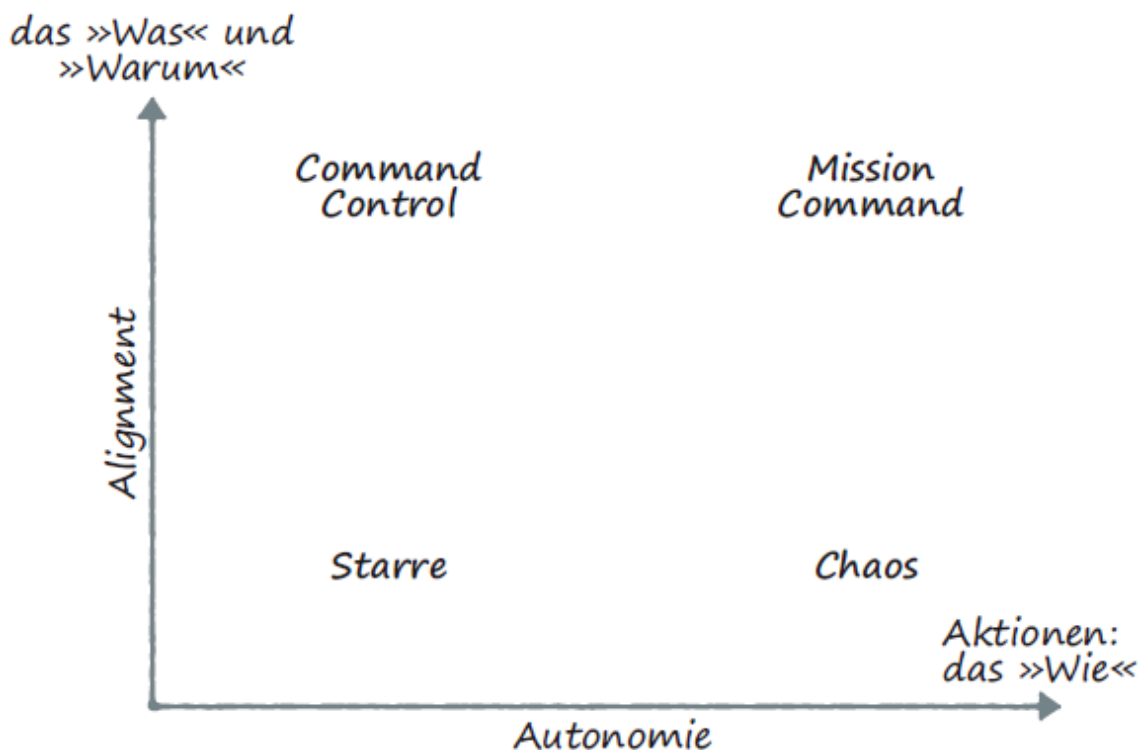 das »Was« und
»Warum«
Command
Control
Mission
Command
Alignment
Starre
Chaos
Aktionen:
das »Wie«
Autonomie